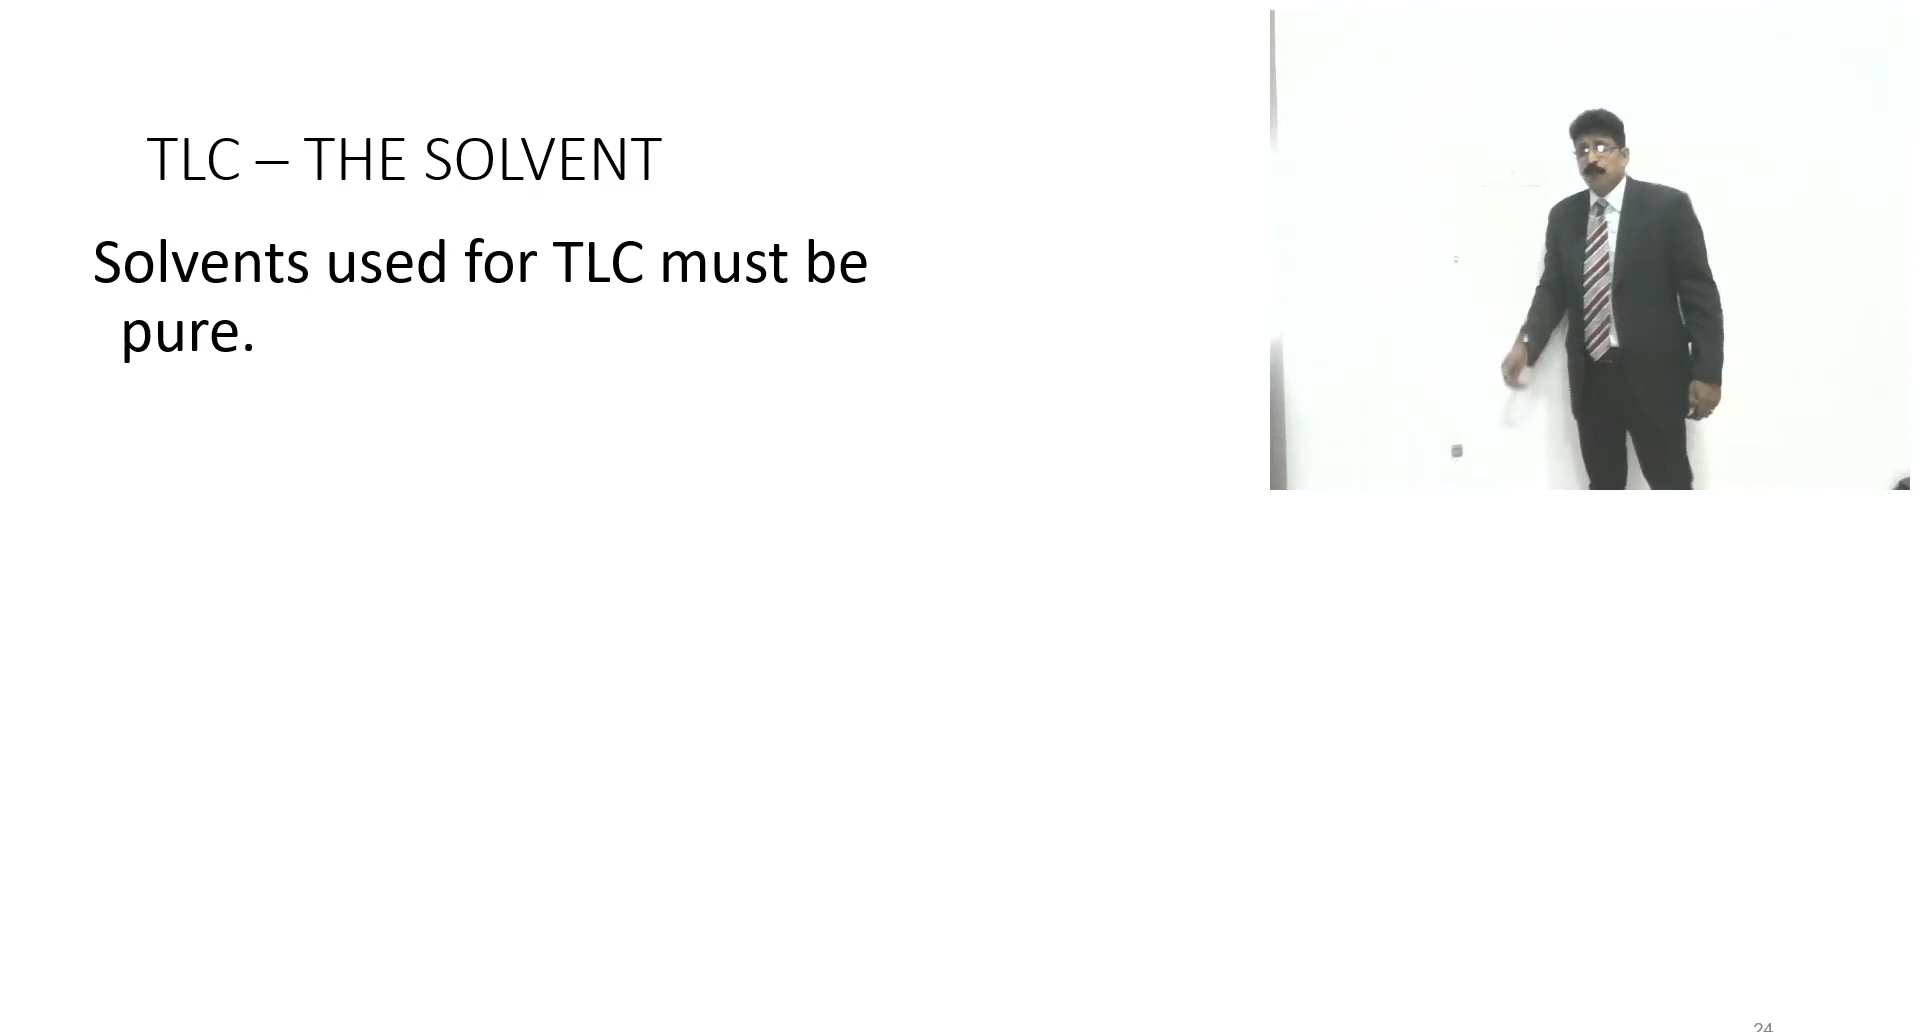 TLC – THE SOLVENT
Solvents used for TLC must be
pure.
24